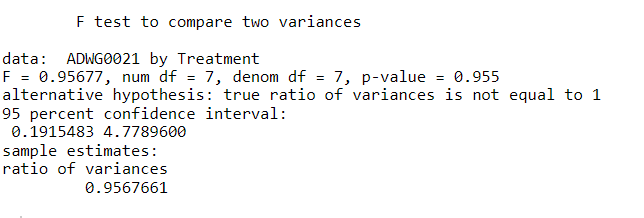 F test to compare two variances
data: ADWG0021 by Treatment
F = 0.95677, num df = 7, denom df = 7, p-value = 0.955
alternative hypothesis: true ratio of variances is not equal to 1
95 percent confidence interval:
0.1915483 4.7789600
sample estimates:
ratio of variances
0.9567661